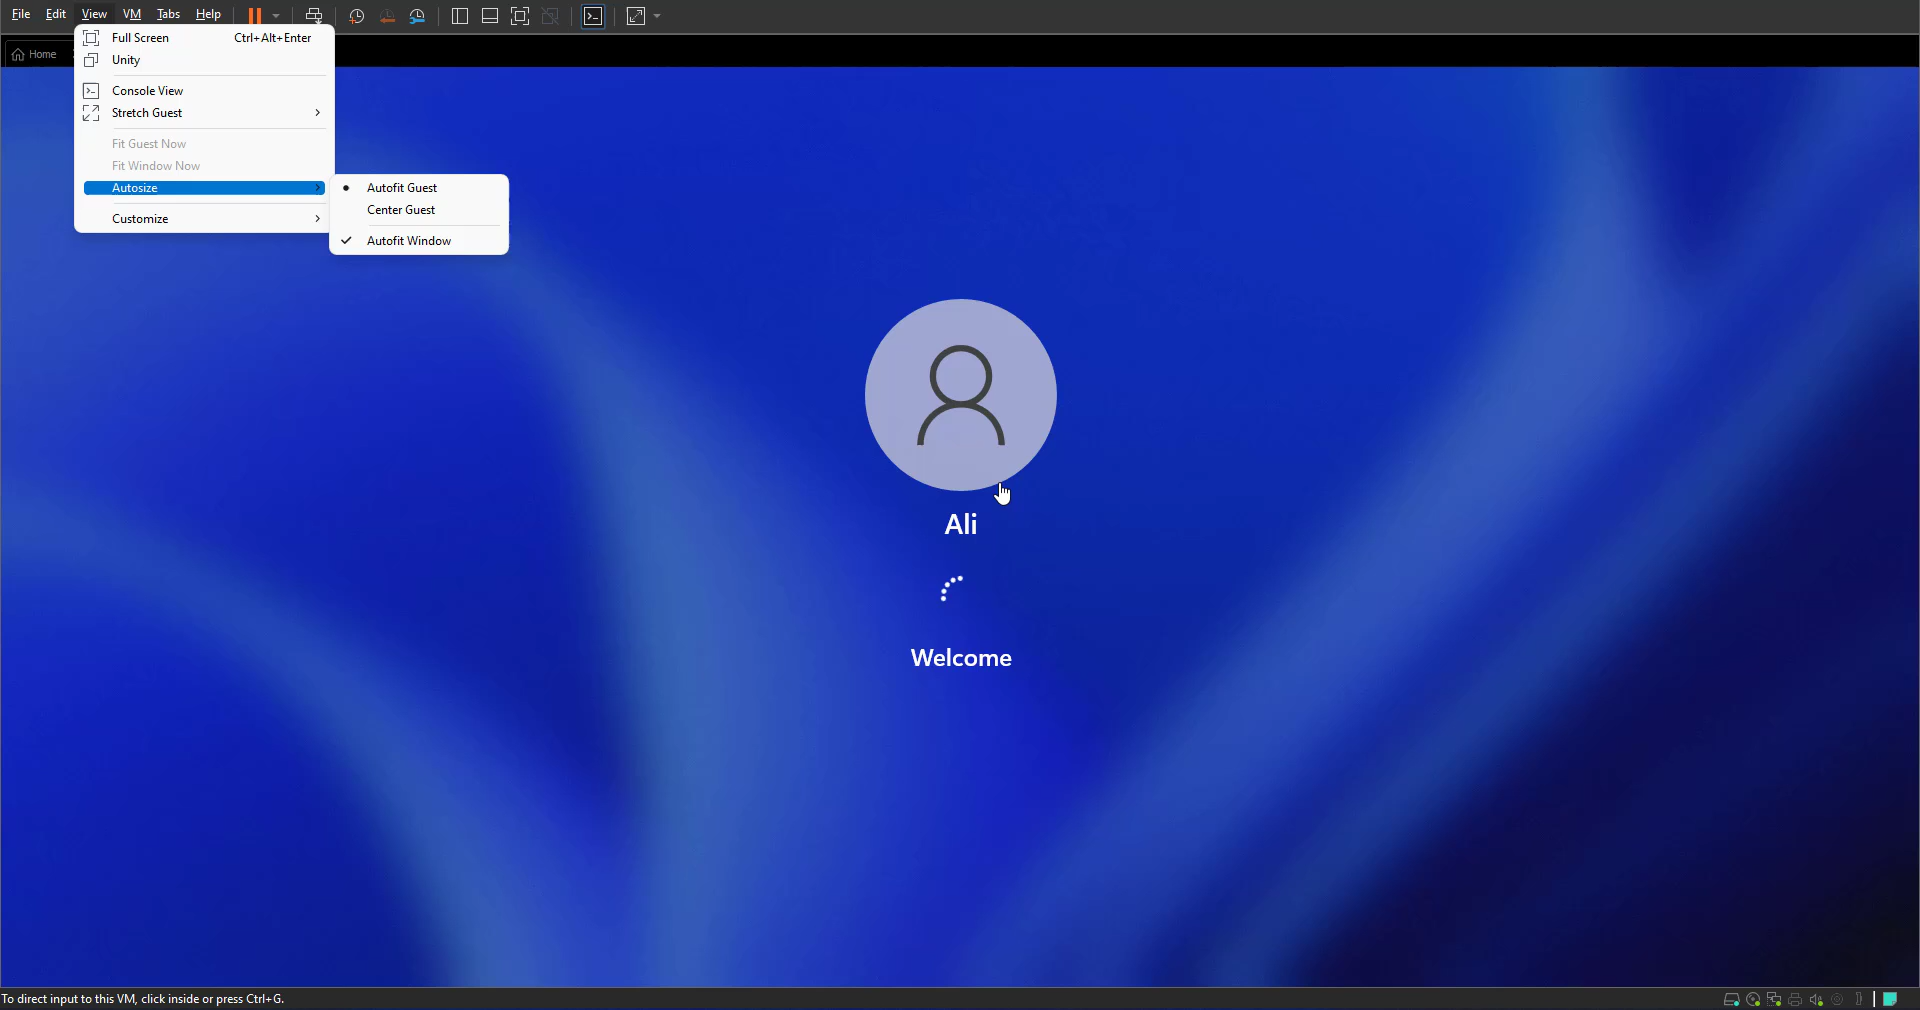 File Edit View VM Tabs Help
Home
Full Screen Ctrl+Alt+Enter
Unity
Console View
Stretch Guest
Fit Guest Now
Fit Window Now
Autosize
Customize
Autofit Guest
Center Guest
Autofit Window
Ali
Welcome
To direct input to this VM, click inside or press Ctrl+G.